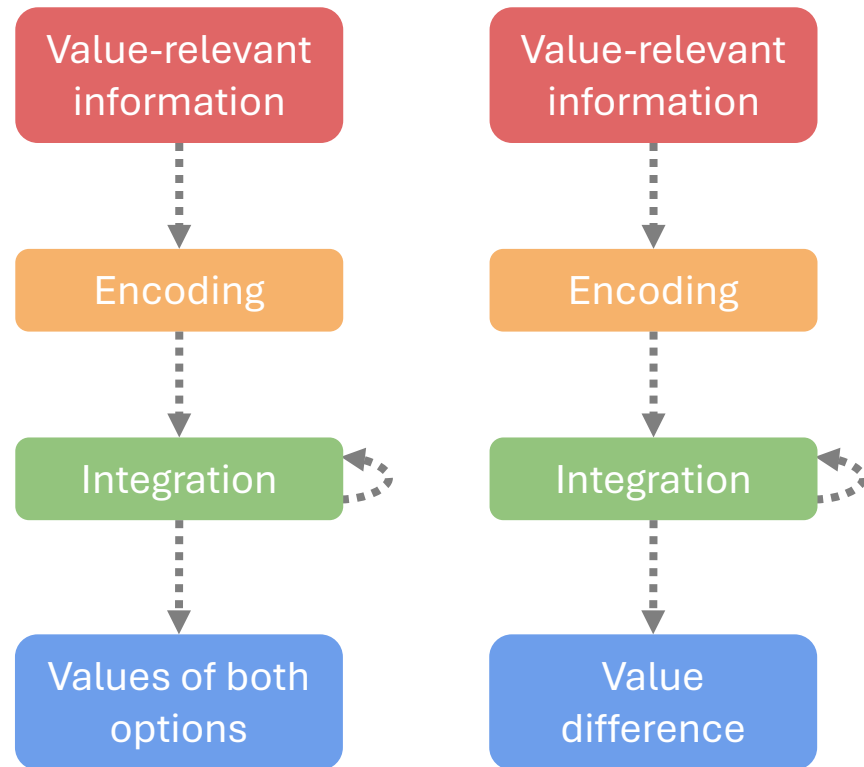 Value-relevant
information
Encoding
Integration
Values of both
options
Value-relevant
information
Encoding
Integration
Value
difference